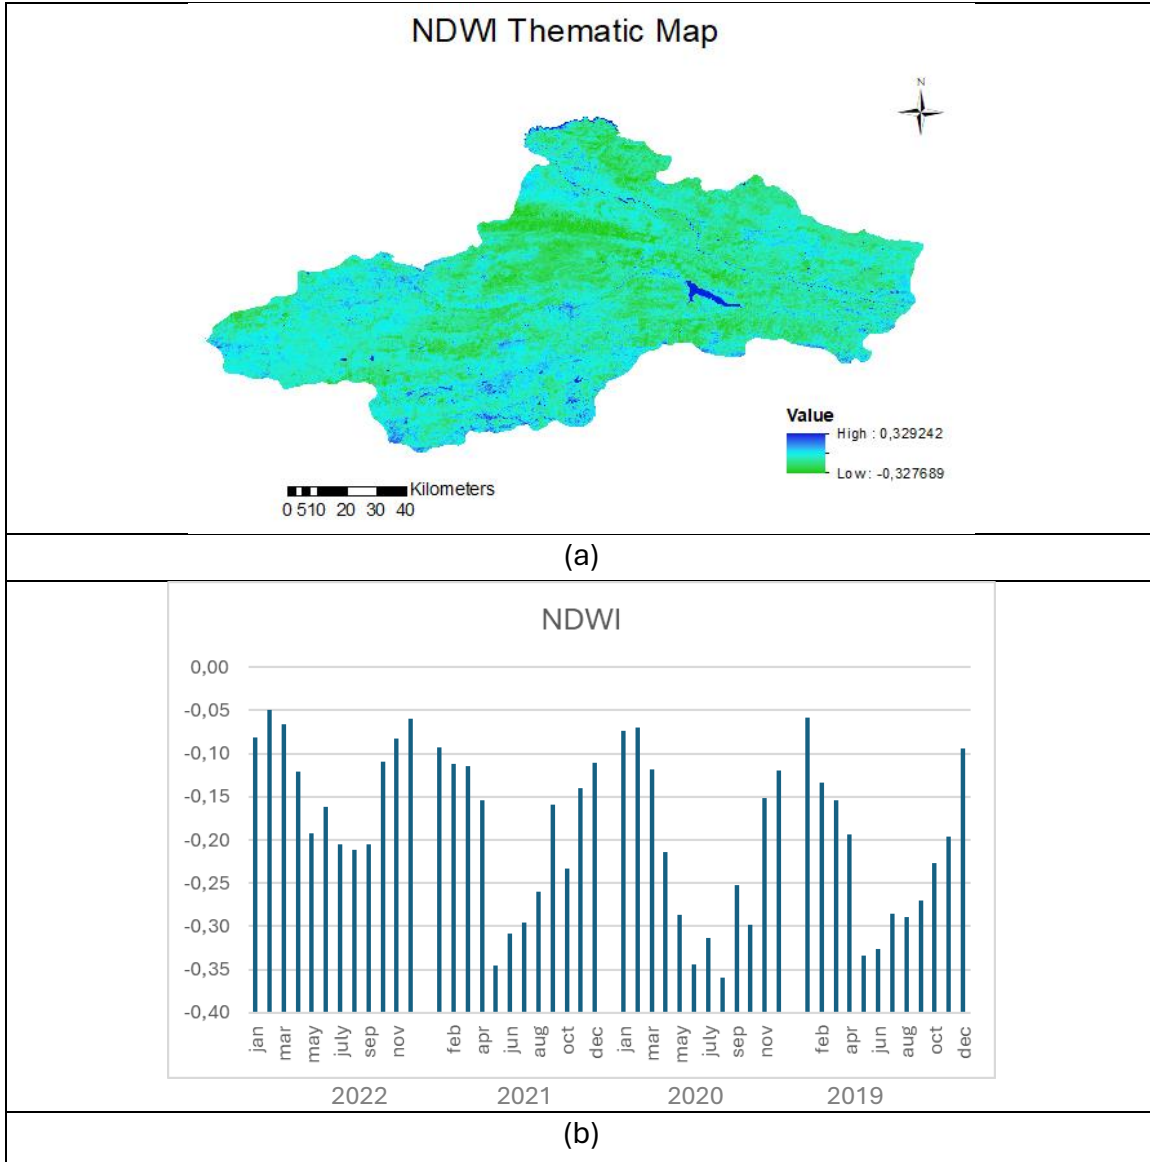 NDWI Thematic Map
N
Value
High : 0,329242
Low : -0,327689
Kilometers
0 510 20 30 40
(a)
NDWI
0,00
-0,05
-0,10
-0,15
-0,20
-0,25
-0,30
-0,35
-0,40
jan mar may july sep nov feb apr jun aug oct dec jan mar may july sep nov feb apr jun aug oct dec
2022 2021 2020 2019
(b)